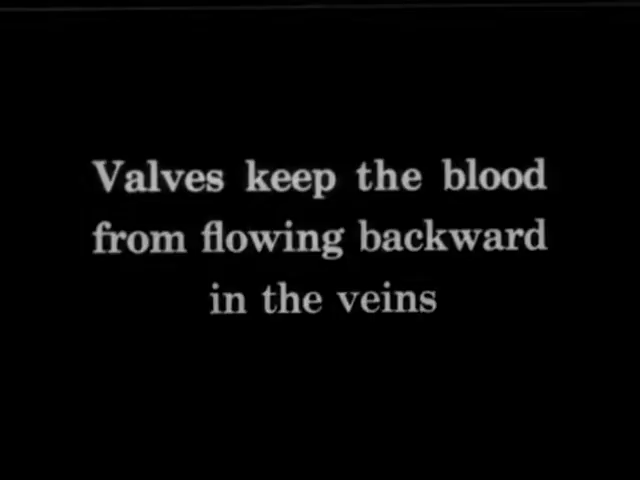 Valves keep the blood
from flowing backward
in the veins